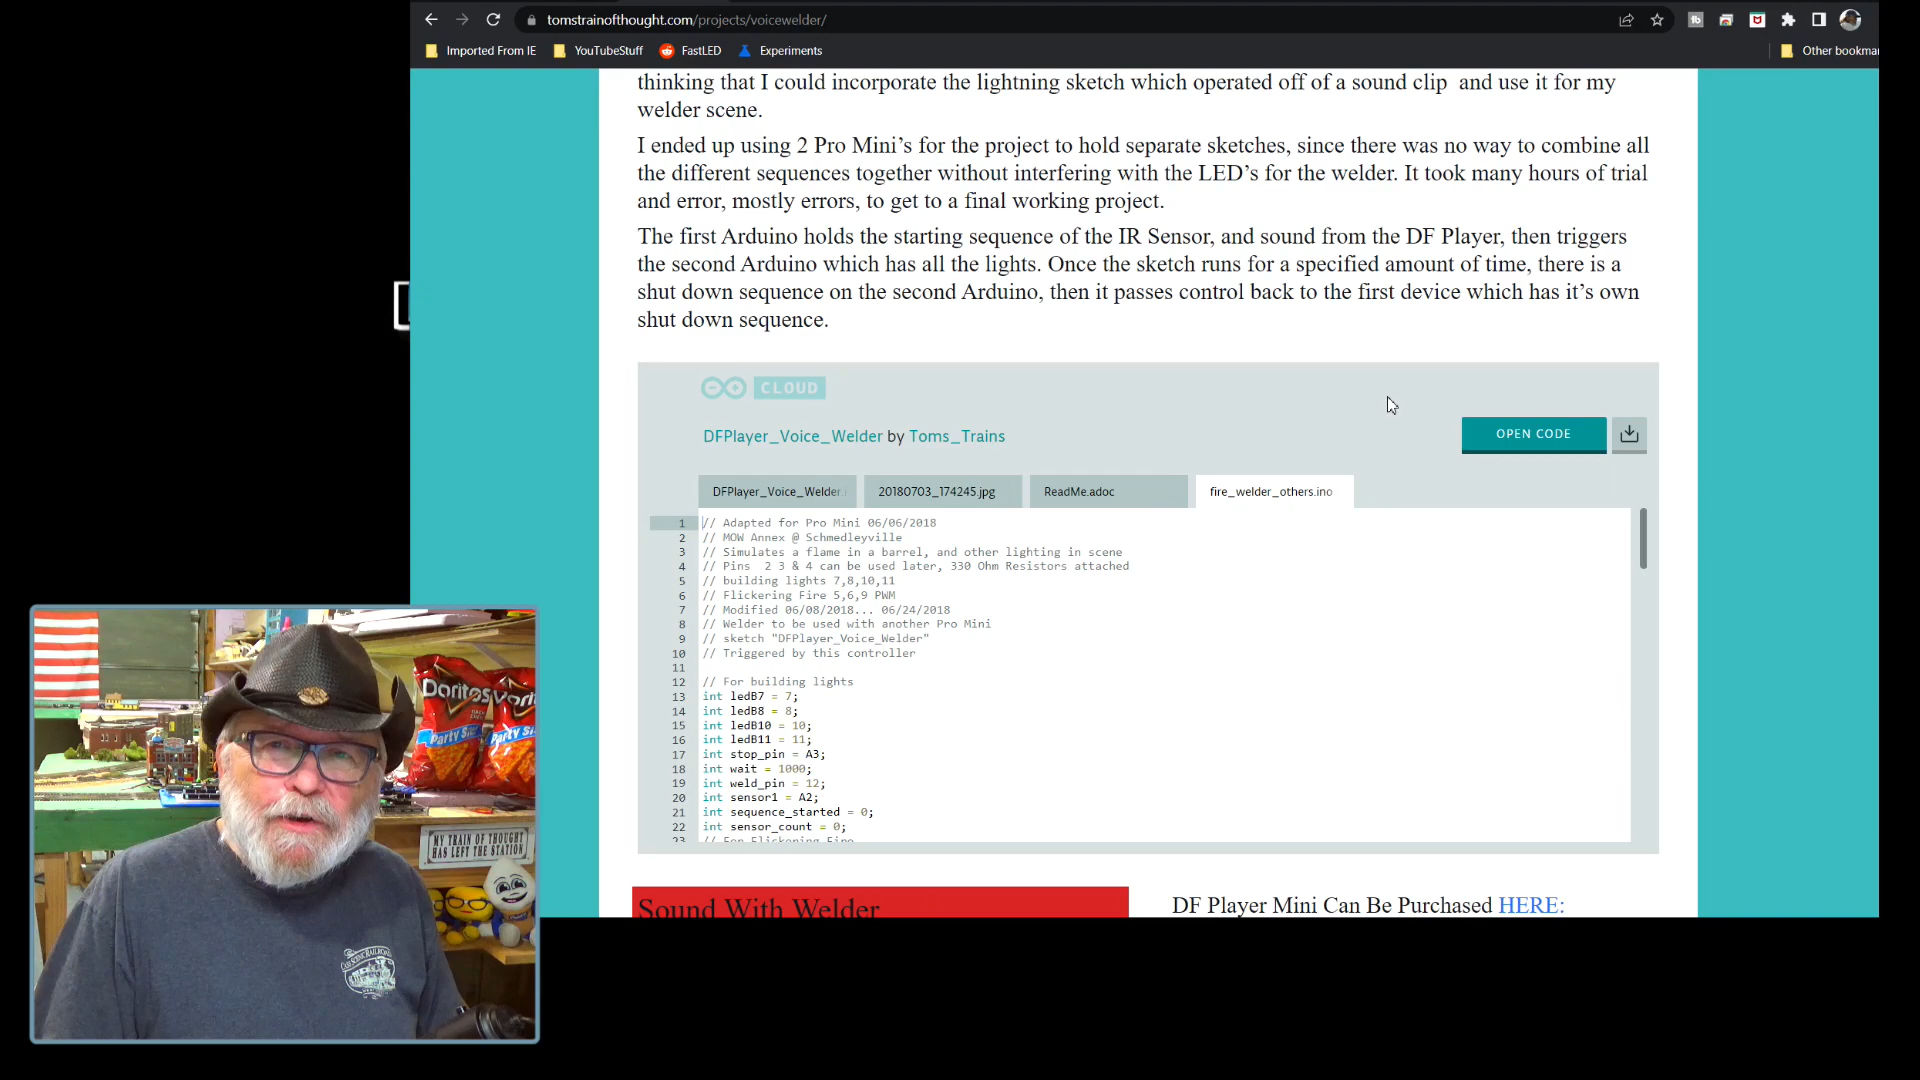 tomstrainofthought.com/projects/voicewelder/
Imported From IE
YouTubeStuff
FastLED
Experiments
Other bookmar
thinking that I could incorporate the lightning sketch which operated off of a sound clip and use it for my
welder scene.
I ended up using 2 Pro Mini’s for the project to hold separate sketches, since there was no way to combine all
the different sequences together without interfering with the LED’s for the welder. It took many hours of trial
and error, mostly errors, to get to a final working project.
The first Arduino holds the starting sequence of the IR Sensor, and sound from the DF Player, then triggers
the second Arduino which has all the lights. Once the sketch runs for a specified amount of time, there is a
shut down sequence on the second Arduino, then it passes control back to the first device which has it’s own
shut down sequence.
CLOUD
DFPlayer_Voice_Welder by Toms_Trains
OPEN CODE
DFPlayer_Voice_Welder.i
20180703_174245.jpg
ReadMe.adoc
fire_welder_others.ino
1 // Adapted for Pro Mini 06/06/2018
2 // MOW Annex @ Schmedleyville
3 // Simulates a flame in a barrel, and other lighting in scene
4 // Pins 2 3 & 4 can be used later, 330 Ohm Resistors attached
5 // building lights 7,8,10,11
6 // Flickering Fire 5,6,9 PWM
7 // Modified 06/08/2018... 06/24/2018
8 // Welder to be used with another Pro Mini
9 // sketch "DFPlayer_Voice_Welder"
10 // Triggered by this controller
11
12 // For building lights
13 int ledB7 = 7;
14 int ledB8 = 8;
15 int ledB10 = 10;
16 int ledB11 = 11;
17 int stop_pin = A3;
18 int wait = 1000;
19 int weld_pin = 12;
20 int sensor1 = A2;
21 int sequence_started = 0;
22 int sensor_count = 0;
23 // For Flickering Fire
Sound With Welder
DF Player Mini Can Be Purchased HERE:
Doritos
Party Si
Party Si
MY TRAIN OF THOUGHT
HAS LEFT THE STATION
CASS SCENIC RAILROAD